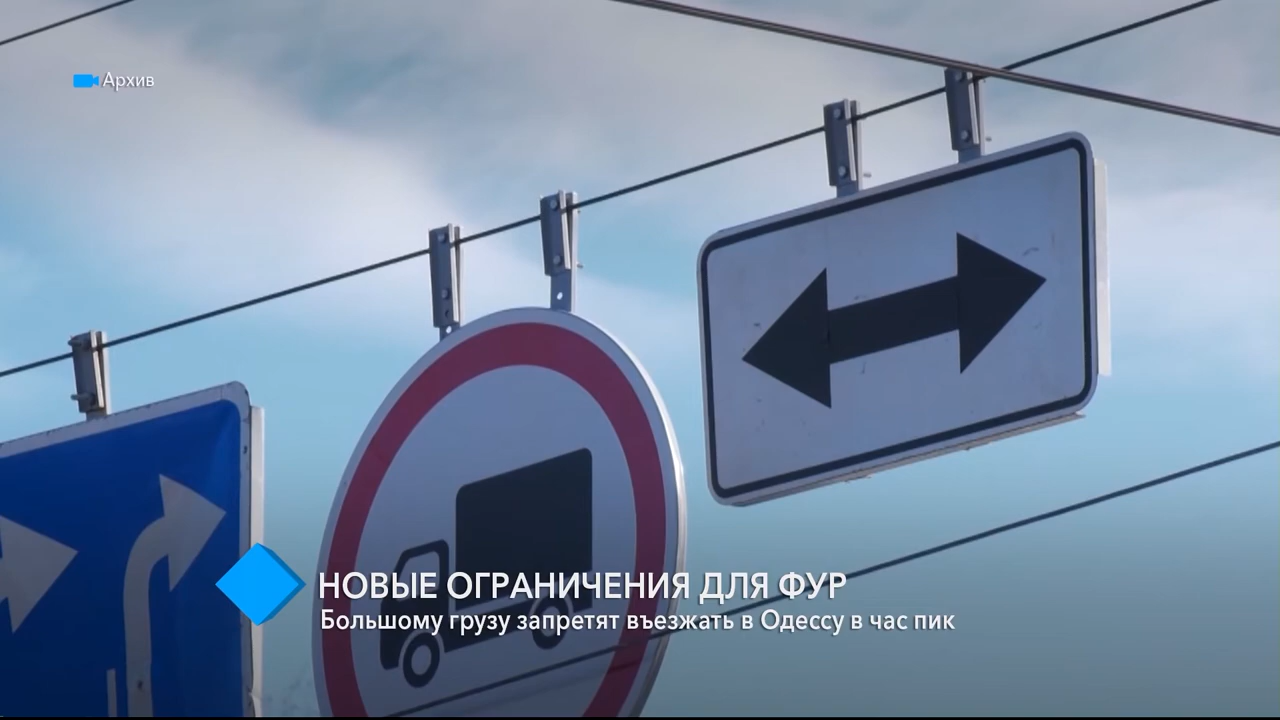 Архив
НОВЫЕ ОГРАНИЧЕНИЯ ДЛЯ ФУР
Большому грузу запретят въезжать в Одессу в час пик